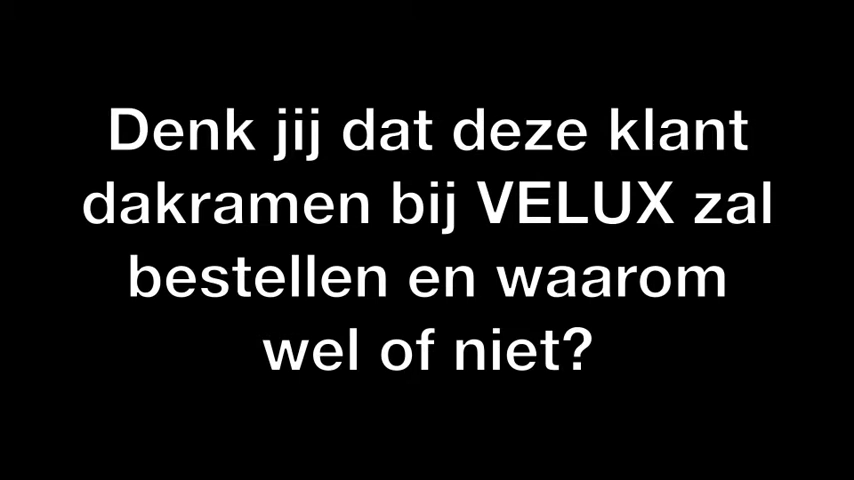 Denk jij dat deze klant
dakramen bij VELUX zal
bestellen en waarom
wel of niet?